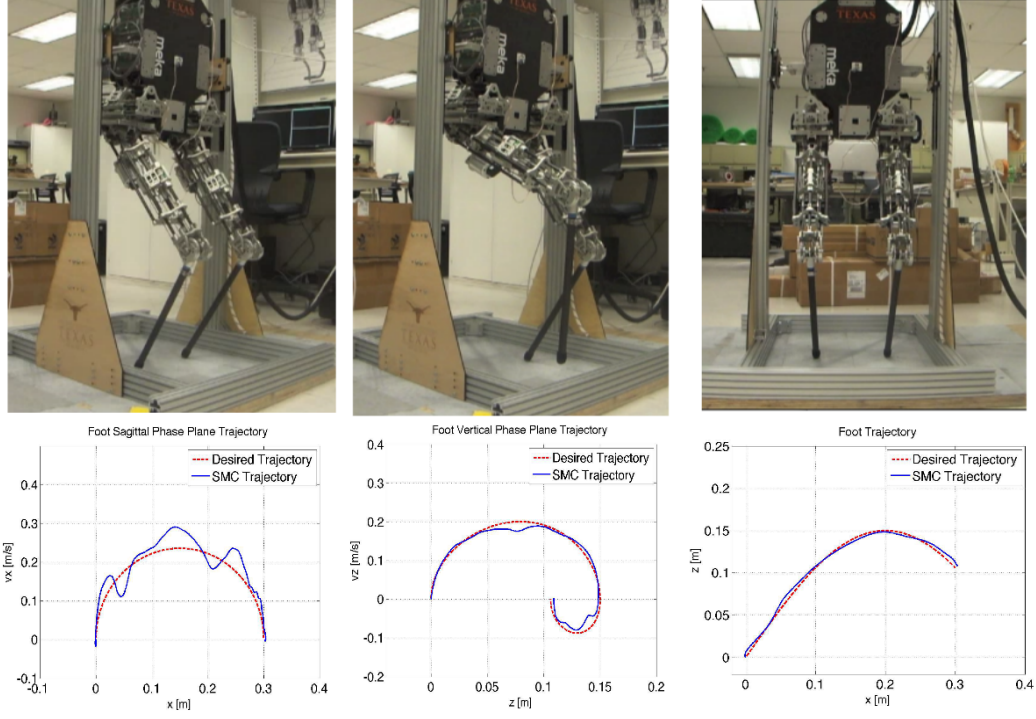 TEXAS
meka
meka
TEXAS
meka
TEXAS
Foot Sagittal Phase Plane Trajectory
Desired Trajectory
SMC Trajectory
0.4
0.3
0.2
0.1
0
-0.1
-0.1
0
0.1
0.2
0.3
0.4
vx [m/s]
x [m]
Foot Vertical Phase Plane Trajectory
Desired Trajectory
SMC Trajectory
0.4
0.3
0.2
0.1
0
-0.1
-0.2
0
0.05
0.10
0.15
0.2
vz [m/s]
z [m]
Foot Trajectory
Desired Trajectory
SMC Trajectory
0.25
0.2
0.15
0.1
0.05
0
0
0.1
0.2
0.3
0.4
z [m]
x [m]